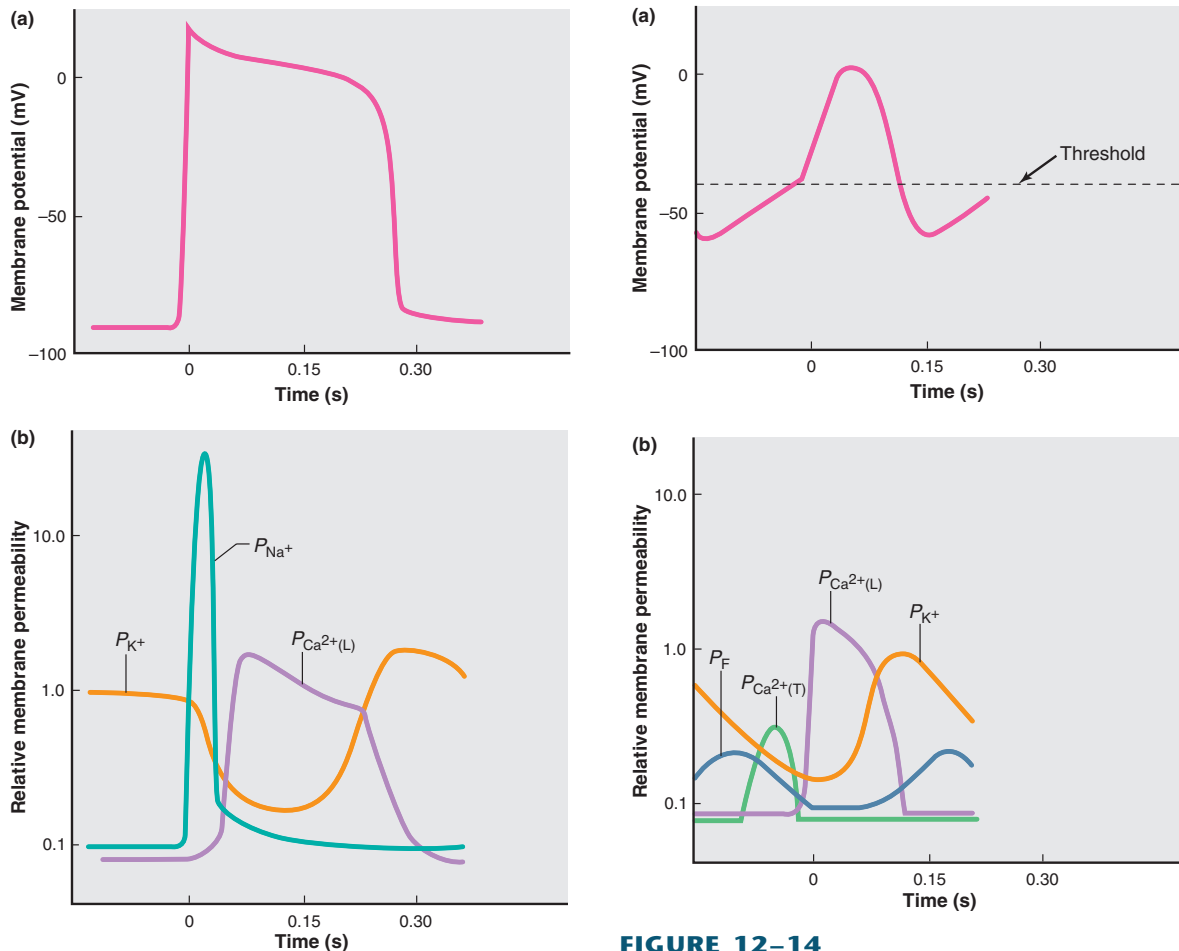 (a)
Membrane potential (mV)
0
–50
–100
0
0.15
0.30
Time (s)
(b)
Relative membrane permeability
10.0
1.0
0.1
P_K+
P_Na+
P_Ca2+(L)
0
0.15
0.30
Time (s)
(a)
Membrane potential (mV)
0
–50
–100
Threshold
0
0.15
0.30
Time (s)
(b)
Relative membrane permeability
10.0
1.0
0.1
P_F
P_Ca2+(T)
P_Ca2+(L)
P_K+
0
0.15
0.30
Time (s)
FIGURE 12–14